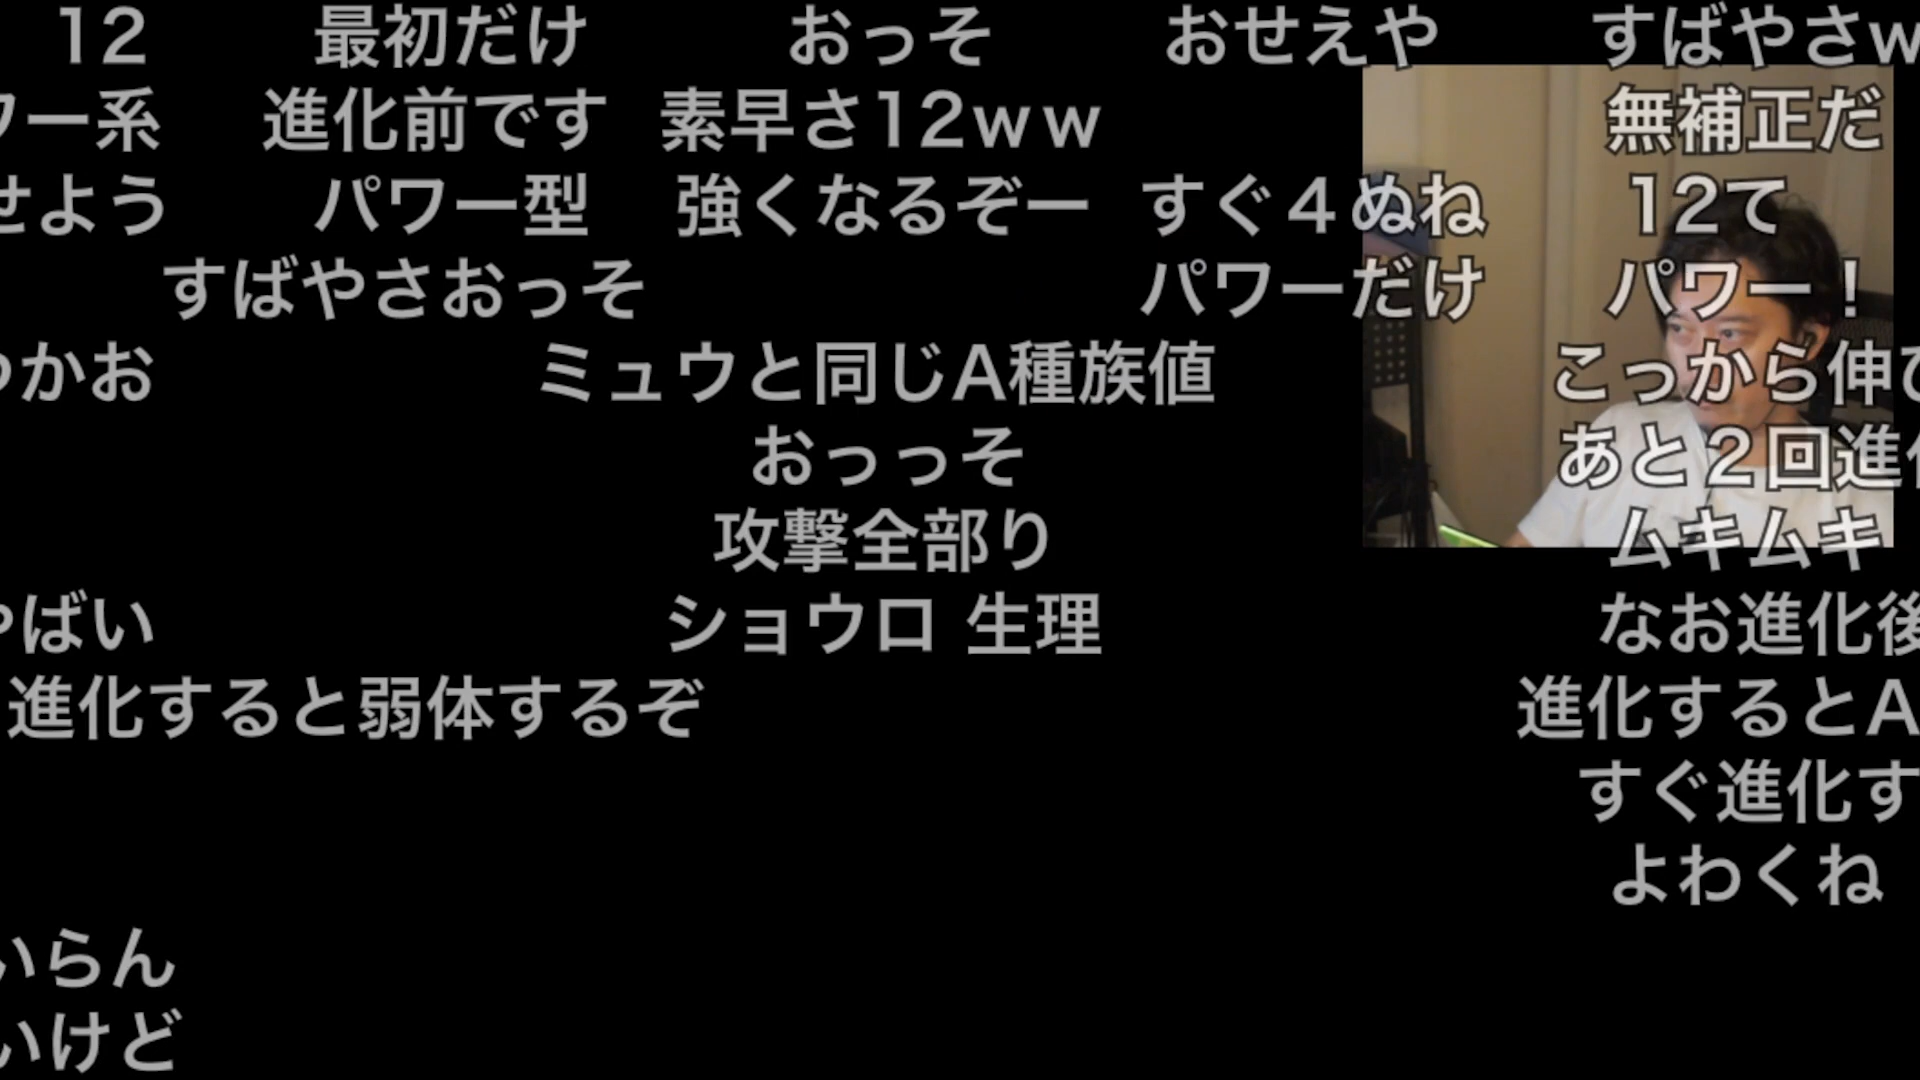 12 最初だけ おっそ おせえや すばやさw
ワー系 進化前です 素早さ12ｗｗ 無補正だ
せよう パワー型 強くなるぞー すぐ４ぬね 12て
すばやさおっそ パワーだけ パワー！
つかお ミュウと同じA種族値 こっから伸び
おっっそ あと２回進化
攻撃全部り ムキムキ
やばい ショウロ 生理 なお進化後
進化すると弱体するぞ 進化するとA
すぐ進化す
よわくね
いらん
いけど